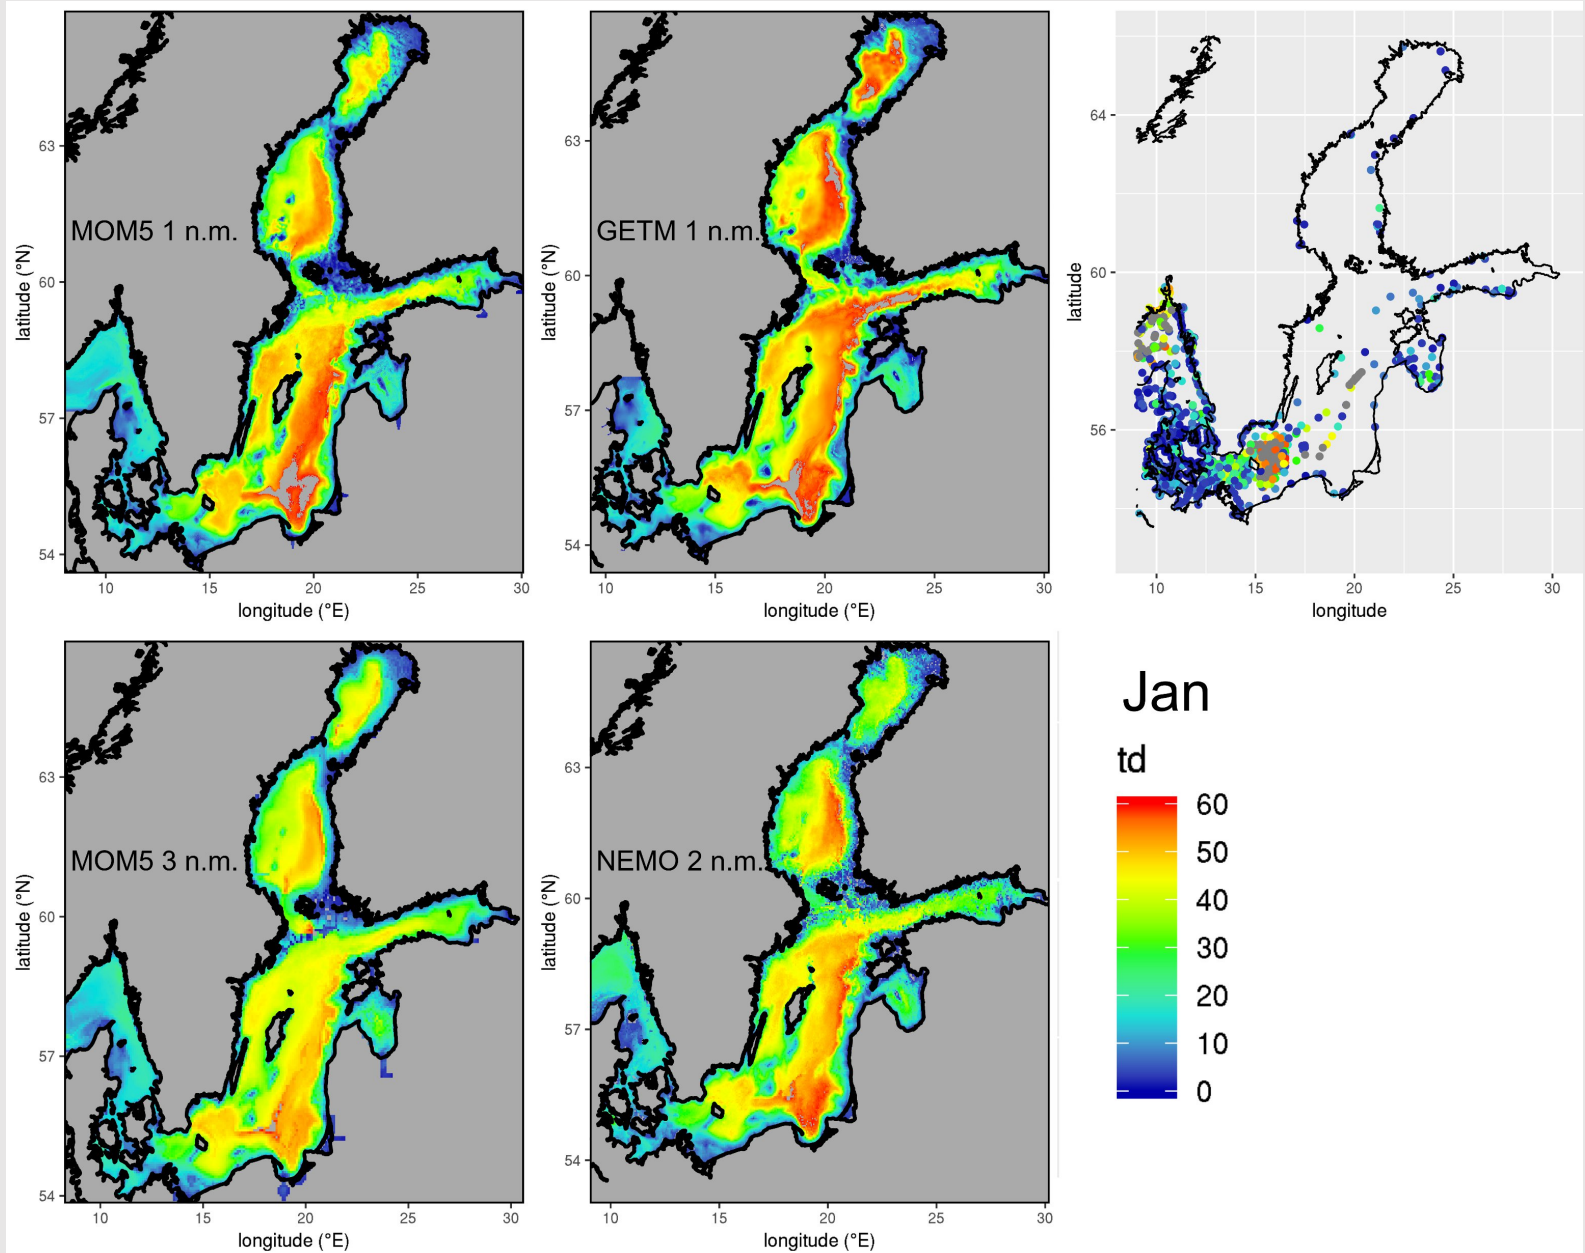 63
60
57
54
latitude (°N)
MOM5 1 n.m.
10 15 20 25 30
longitude (°E)
63
60
57
54
latitude (°N)
GETM 1 n.m.
10 15 20 25 30
longitude (°E)
64
60
56
latitude
10 15 20 25 30
longitude
63
60
57
54
latitude (°N)
MOM5 3 n.m.
10 15 20 25 30
longitude (°E)
63
60
57
54
latitude (°N)
NEMO 2 n.m.
10 15 20 25 30
longitude (°E)
Jan
td
60
50
40
30
20
10
0